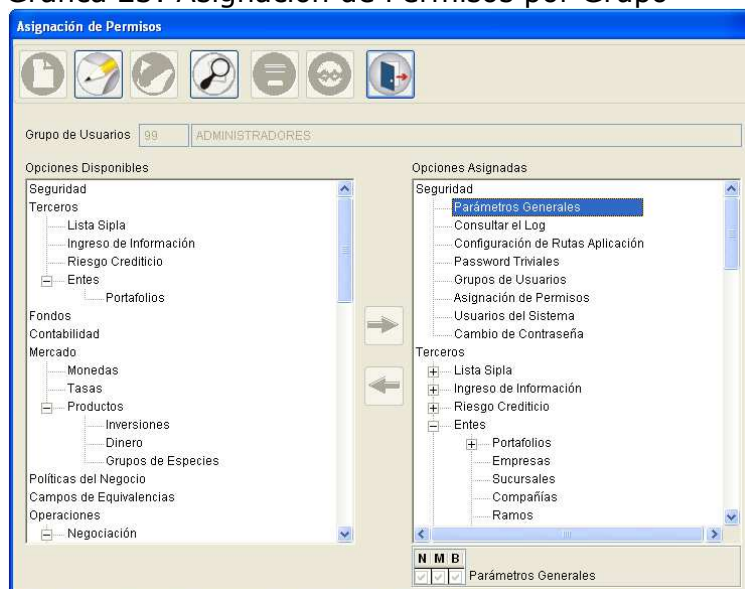 Gráfica 25. Asignación de Permisos por Grupo
Asignación de Permisos
Grupo de Usuarios 99 ADMINISTRADORES
Opciones Disponibles
Seguridad
Terceros
Lista Sipla
Ingreso de Información
Riesgo Crediticio
Entes
Portafolios
Fondos
Contabilidad
Mercado
Monedas
Tasas
Productos
Inversiones
Dinero
Grupos de Especies
Políticas del Negocio
Campos de Equivalencias
Operaciones
Negociación
Opciones Asignadas
Seguridad
Parámetros Generales
Consultar el Log
Configuración de Rutas Aplicación
Password Triviales
Grupos de Usuarios
Asignación de Permisos
Usuarios del Sistema
Cambio de Contraseña
Terceros
Lista Sipla
Ingreso de Información
Riesgo Crediticio
Entes
Portafolios
Empresas
Sucursales
Compañías
Ramos
N M B
Parámetros Generales